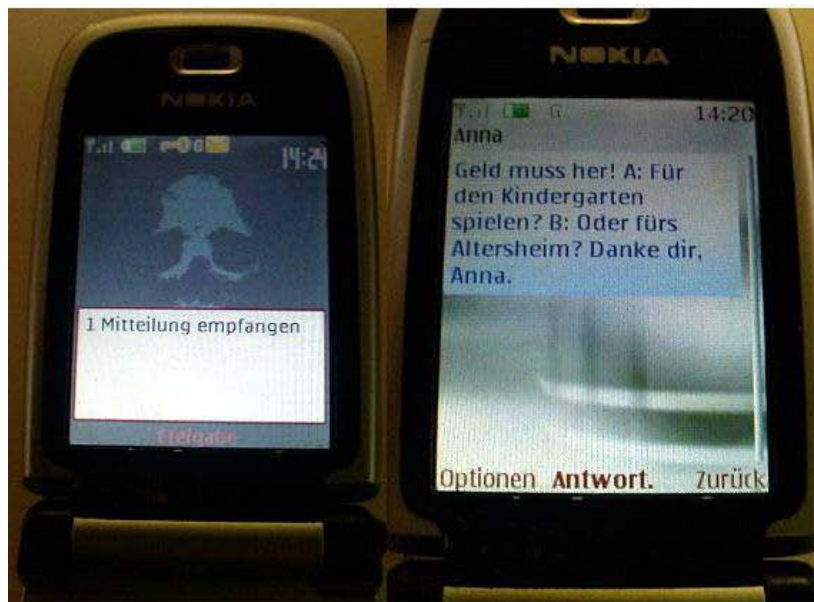 NOKIA
G
14:24
1 Mitteilung empfangen
Freigabe
NOKIA
G
14:20
Anna
Geld muss her! A: Für
den Kindergarten
spielen? B: Oder fürs
Altersheim? Danke dir,
Anna.
Optionen Antwort. Zurück